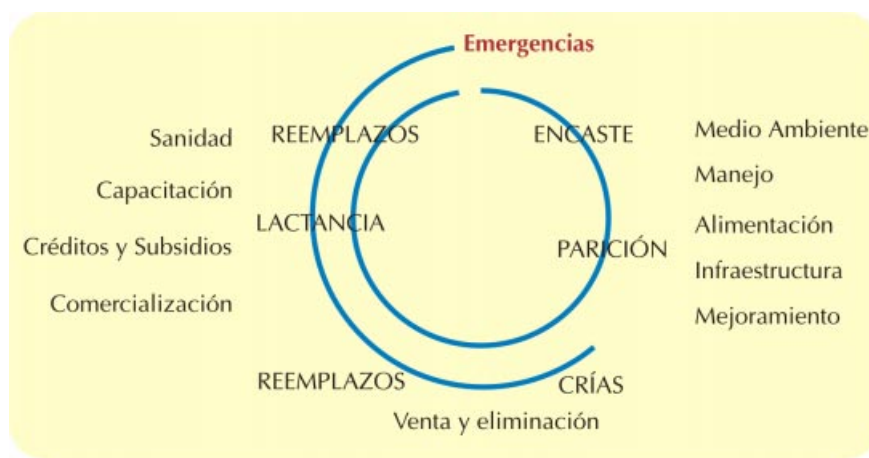 Emergencias
Sanidad
REEMPLAZOS
ENCASTE
Medio Ambiente
Capacitación
Manejo
LACTANCIA
Alimentación
Créditos y Subsidios
PARICIÓN
Infraestructura
Comercialización
Mejoramiento
REEMPLAZOS
CRÍAS
Venta y eliminación